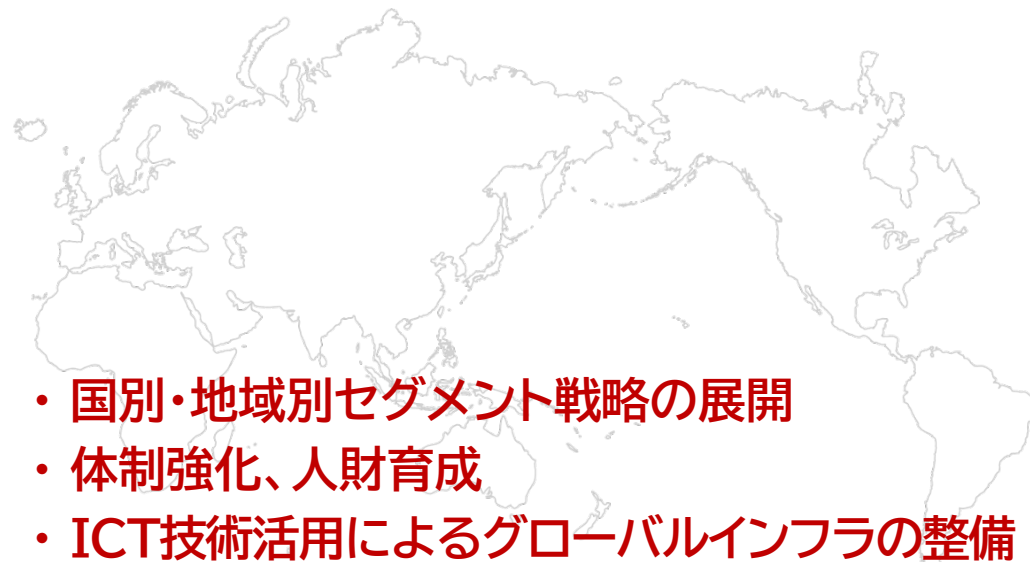 ・ 国別・地域別セグメント戦略の展開
・ 体制強化、人財育成
・ ICT技術活用によるグローバルインフラの整備